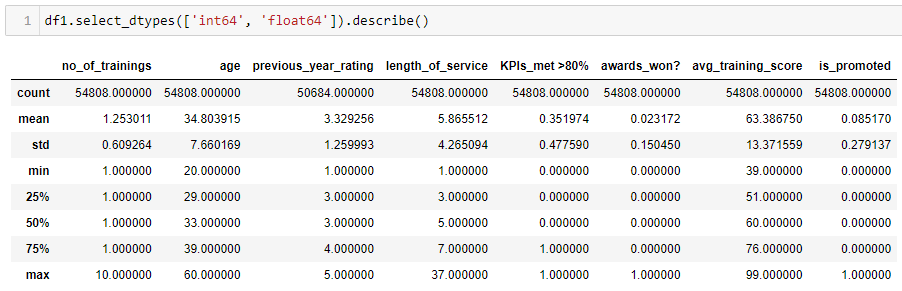 1 df1.select_dtypes(['int64', 'float64']).describe()
no_of_trainings age previous_year_rating length_of_service KPIs_met >80% awards_won? avg_training_score is_promoted
count 54808.000000 54808.000000 50684.000000 54808.000000 54808.000000 54808.000000 54808.000000 54808.000000
mean 1.253011 34.803915 3.329256 5.865512 0.351974 0.023172 63.386750 0.085170
std 0.609264 7.660169 1.259993 4.265094 0.477590 0.150450 13.371559 0.279137
min 1.000000 20.000000 1.000000 1.000000 0.000000 0.000000 39.000000 0.000000
25% 1.000000 29.000000 3.000000 3.000000 0.000000 0.000000 51.000000 0.000000
50% 1.000000 33.000000 3.000000 5.000000 0.000000 0.000000 60.000000 0.000000
75% 1.000000 39.000000 4.000000 7.000000 1.000000 0.000000 76.000000 0.000000
max 10.000000 60.000000 5.000000 37.000000 1.000000 1.000000 99.000000 1.000000